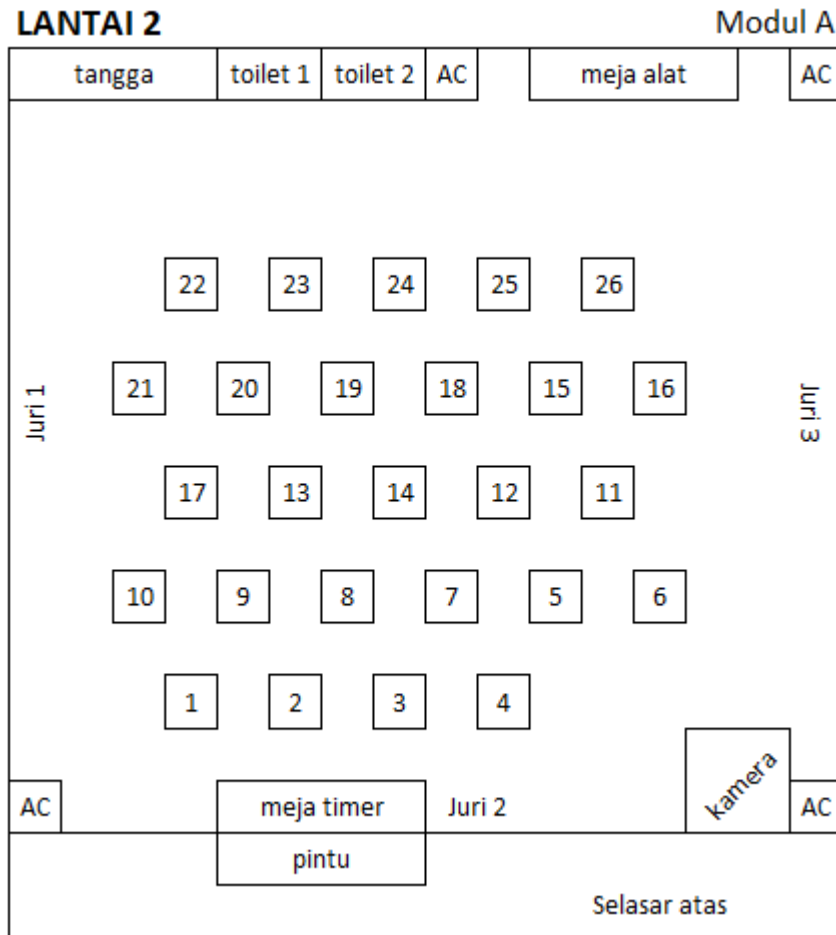 LANTAI 2 Modul A
tangga toilet 1 toilet 2 AC meja alat AC
22 23 24 25 26
21 20 19 18 15 16
Juri 1 Juri 3
17 13 14 12 11
10 9 8 7 5 6
1 2 3 4
kamera
AC meja timer Juri 2 AC
pintu
Selasar atas